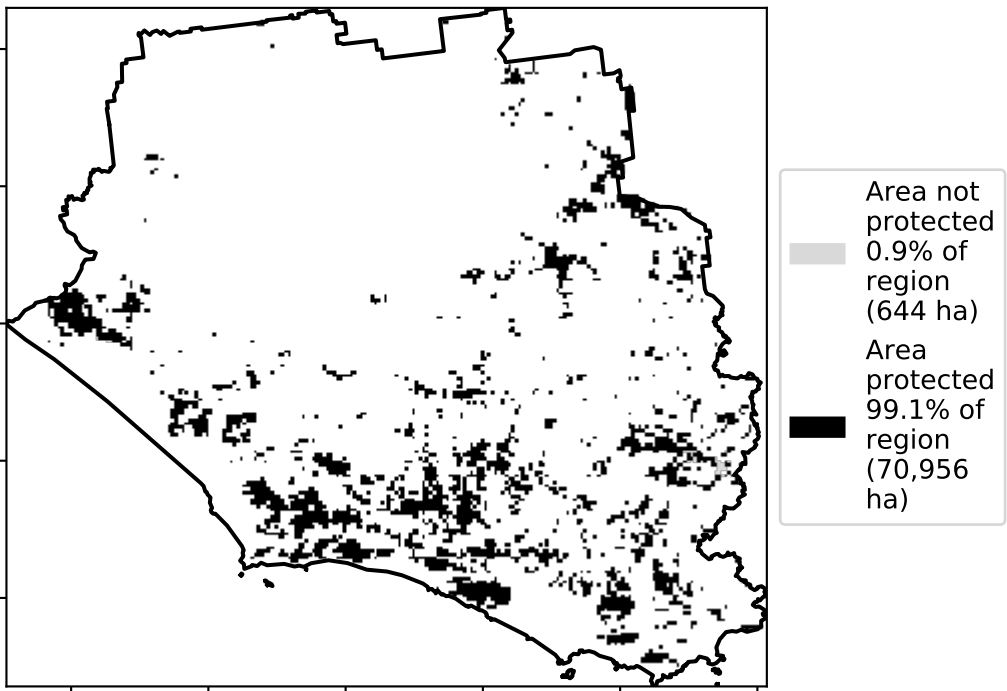 Area not
protected
0.9% of
region
(644 ha)
Area
protected
99.1% of
region
(70,956
ha)